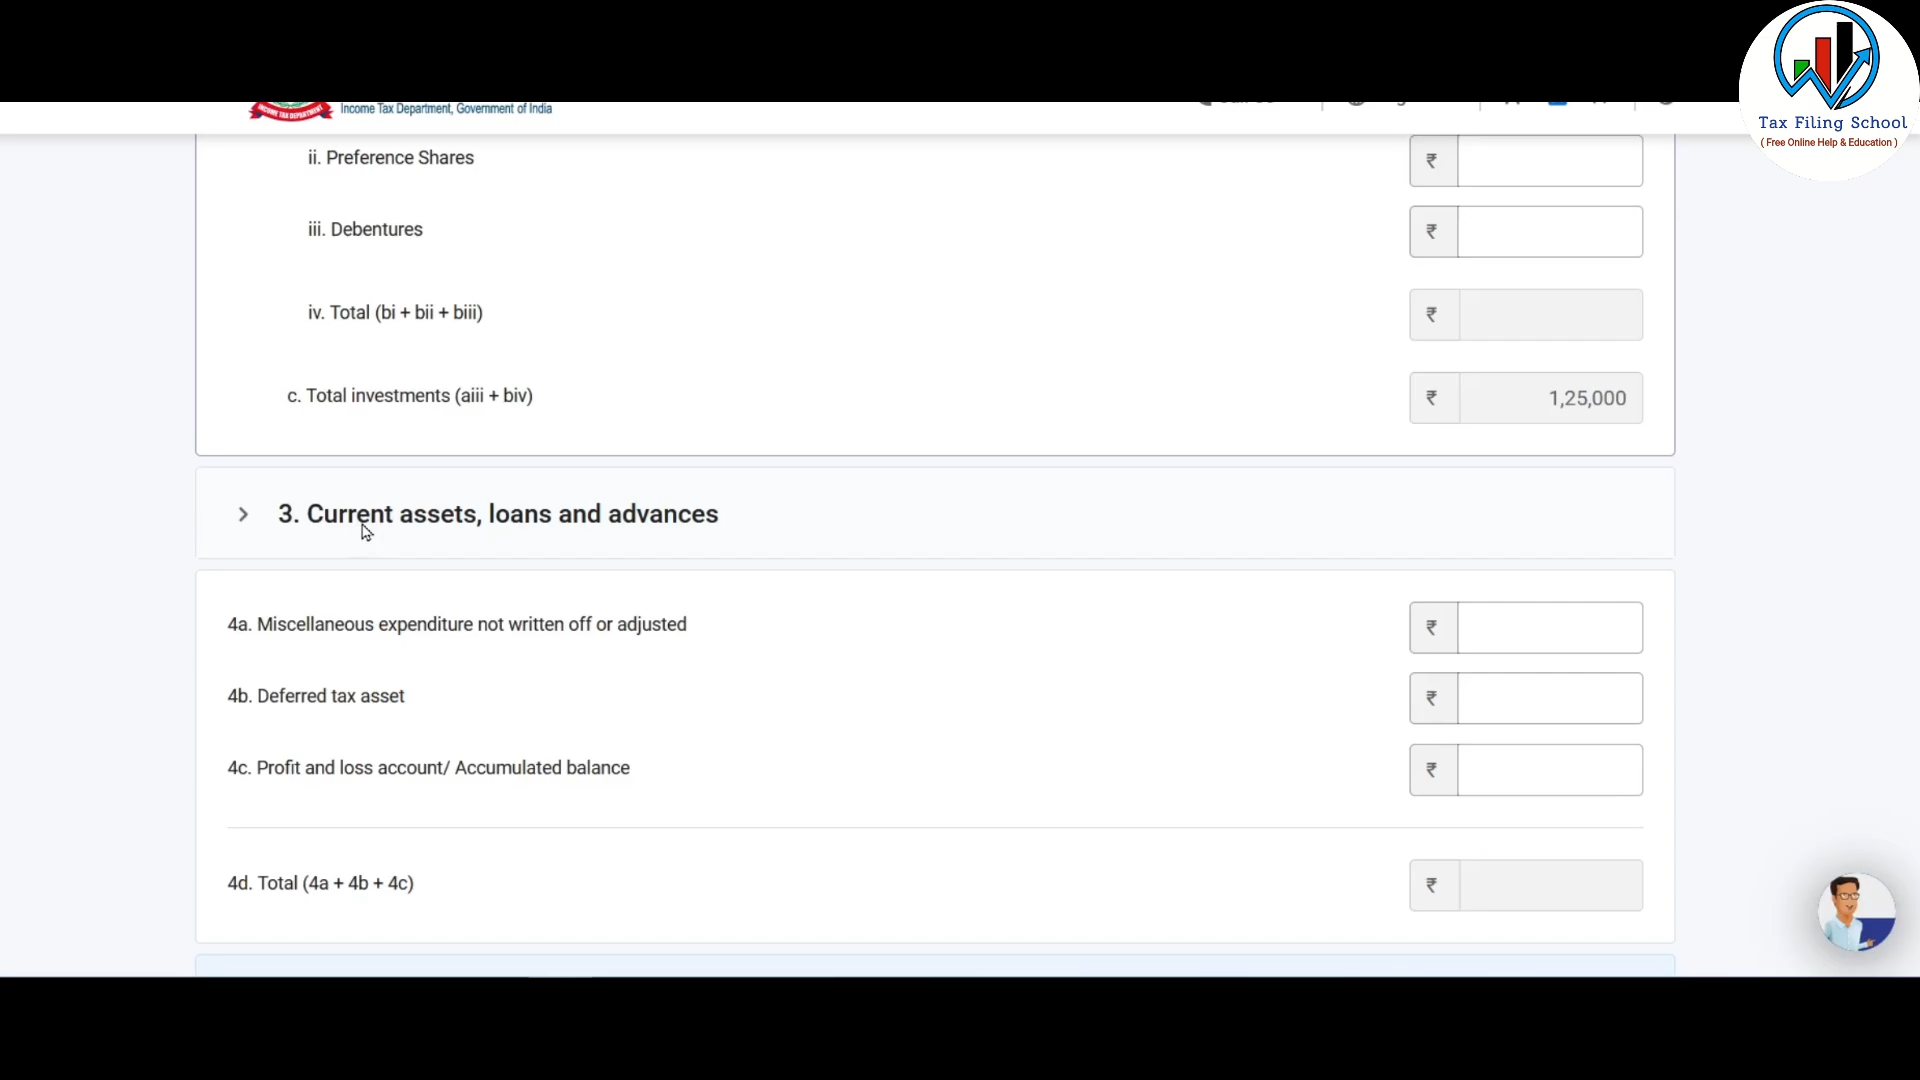 Income Tax Department, Government of India
INCOME TAX DEPARTMENT
Tax Filing School
( Free Online Help & Education )
ii. Preference Shares
₹
iii. Debentures
₹
iv. Total (bi + bii + biii)
₹
c. Total investments (aiii + biv)
₹ 1,25,000
3. Current assets, loans and advances
4a. Miscellaneous expenditure not written off or adjusted
₹
4b. Deferred tax asset
₹
4c. Profit and loss account/ Accumulated balance
₹
4d. Total (4a + 4b + 4c)
₹